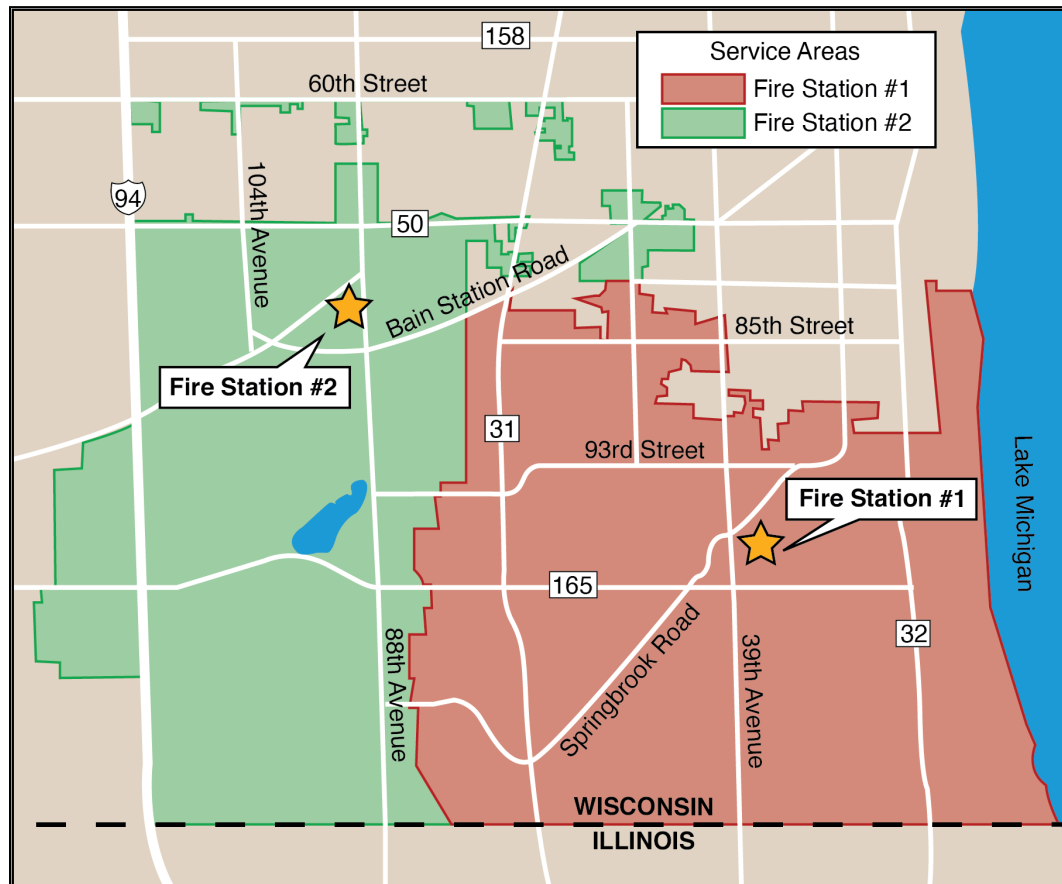 158
Service Areas
Fire Station #1
Fire Station #2
60th Street
94
104th Avenue
50
Bain Station Road
85th Street
Fire Station #2
31
93rd Street
Fire Station #1
Lake Michigan
165
88th Avenue
Springbrook Road
39th Avenue
32
WISCONSIN
ILLINOIS